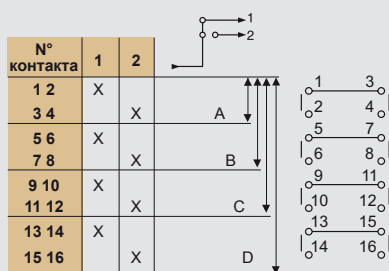 1
2
N° контакта 1 2
1 2 X
3 4 X A
5 6 X
7 8 X B
9 10 X
11 12 X C
13 14 X
15 16 X D
1 3
2 4
5 7
6 8
9 11
10 12
13 15
14 16